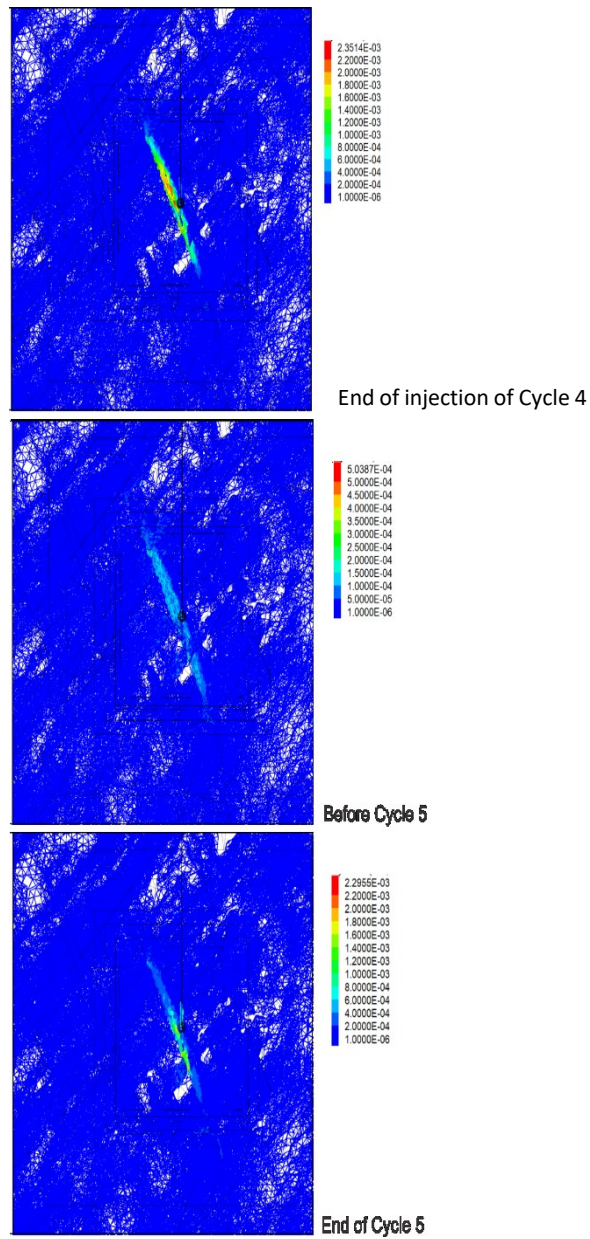 2.3514E-03
2.2000E-03
2.0000E-03
1.8000E-03
1.6000E-03
1.4000E-03
1.2000E-03
1.0000E-03
8.0000E-04
6.0000E-04
4.0000E-04
2.0000E-04
1.0000E-06
End of injection of Cycle 4
5.0387E-04
5.0000E-04
4.5000E-04
4.0000E-04
3.5000E-04
3.0000E-04
2.5000E-04
2.0000E-04
1.5000E-04
1.0000E-04
5.0000E-05
1.0000E-06
Before Cycle 5
2.2955E-03
2.2000E-03
2.0000E-03
1.8000E-03
1.6000E-03
1.4000E-03
1.2000E-03
1.0000E-03
8.0000E-04
6.0000E-04
4.0000E-04
2.0000E-04
1.0000E-06
End of Cycle 5